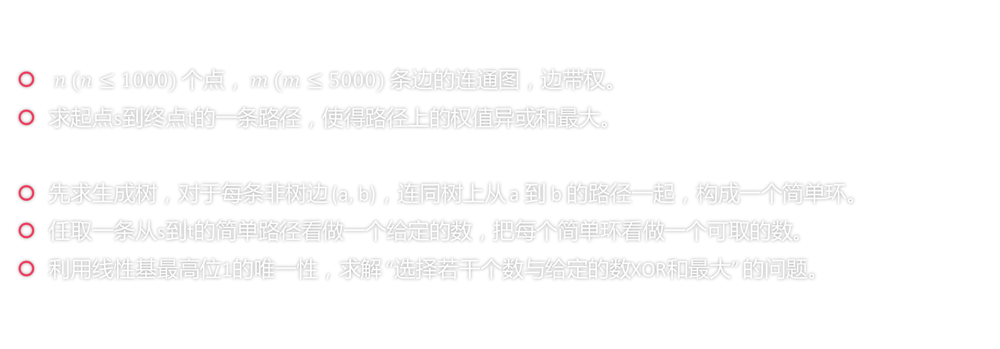 n (n ≤ 1000) 个点，m (m ≤ 5000) 条边的连通图，边带权。
求起点s到终点t的一条路径，使得路径上的权值异或和最大。
先求生成树，对于每条非树边(a, b)，连同树上从 a 到 b 的路径一起，构成一个简单环。
任取一条从s到t的简单路径看做一个给定的数，把每个简单环看做一个可取的数。
利用线性基最高位1的唯一性，求解 “选择若干个数与给定的数XOR和最大” 的问题。